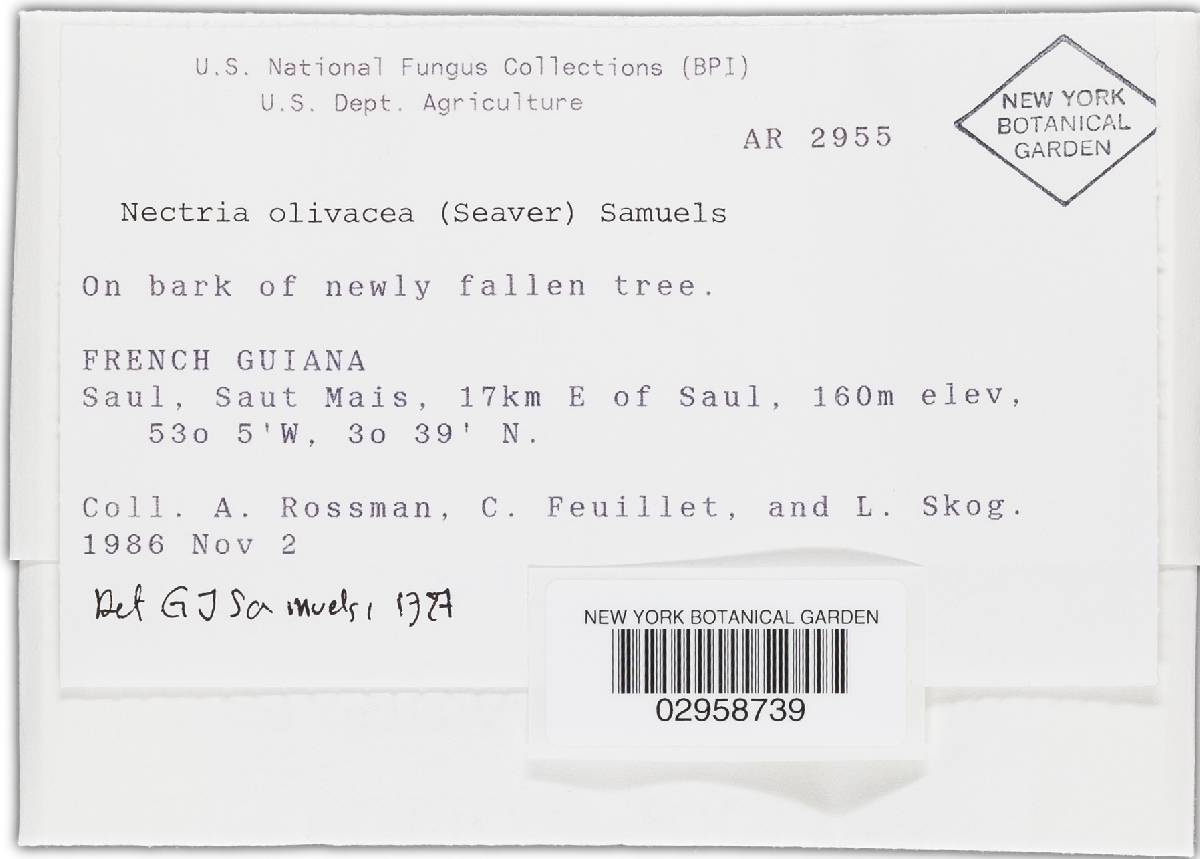 U.S. National Fungus Collections (BPI)
U.S. Dept. Agriculture
AR 2955
NEW YORK
BOTANICAL
GARDEN
Nectria olivacea (Seaver) Samuels
On bark of newly fallen tree.
FRENCH GUIANA
Saul, Saut Mais, 17km E of Saul, 160m elev,
53o 5'W, 3o 39' N.
Coll. A. Rossman, C. Feuillet, and L. Skog.
1986 Nov 2
Det GJ Samuels, 1987
NEW YORK BOTANICAL GARDEN
02958739